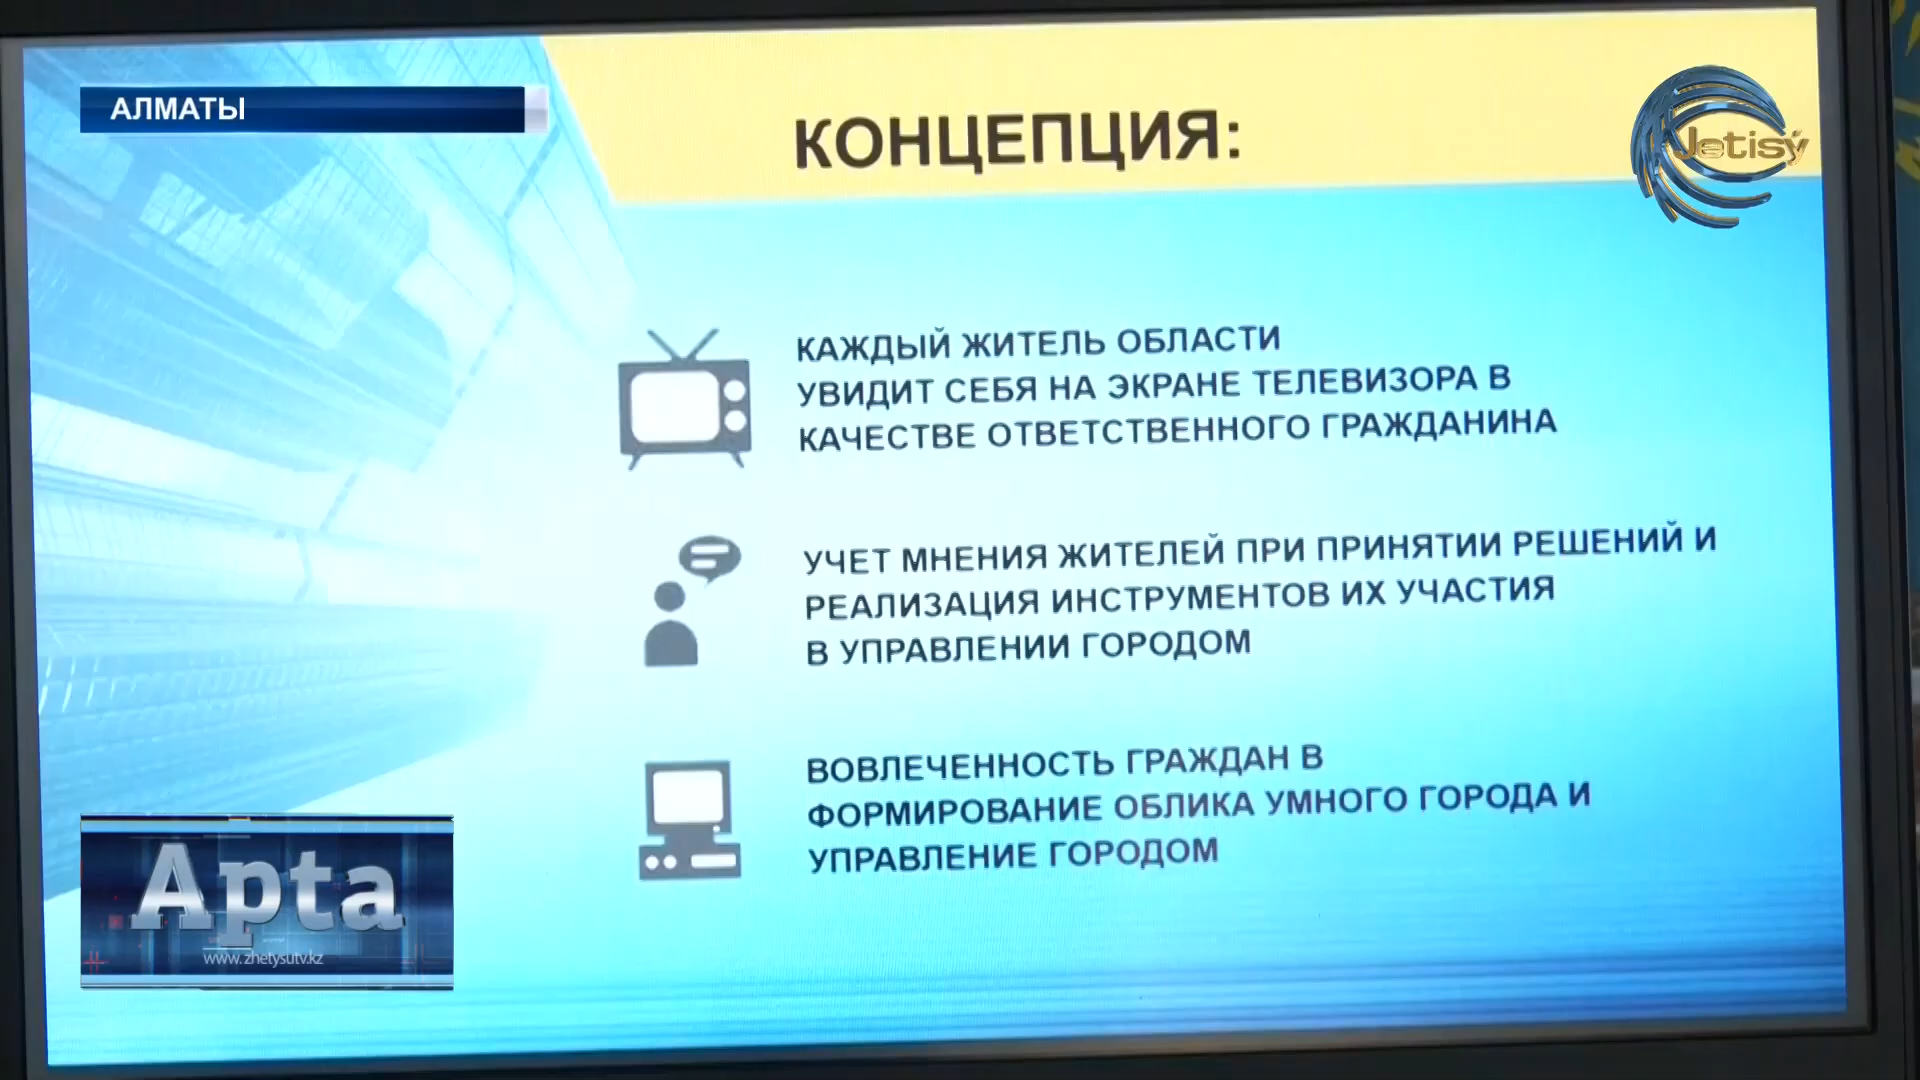 АЛМАТЫ
КОНЦЕПЦИЯ:
Jetisý
КАЖДЫЙ ЖИТЕЛЬ ОБЛАСТИ
УВИДИТ СЕБЯ НА ЭКРАНЕ ТЕЛЕВИЗОРА В
КАЧЕСТВЕ ОТВЕТСТВЕННОГО ГРАЖДАНИНА
УЧЕТ МНЕНИЯ ЖИТЕЛЕЙ ПРИ ПРИНЯТИИ РЕШЕНИЙ И
РЕАЛИЗАЦИЯ ИНСТРУМЕНТОВ ИХ УЧАСТИЯ
В УПРАВЛЕНИИ ГОРОДОМ
ВОВЛЕЧЕННОСТЬ ГРАЖДАН В
ФОРМИРОВАНИЕ ОБЛИКА УМНОГО ГОРОДА И
УПРАВЛЕНИЕ ГОРОДОМ
Apta
www.zhetysutv.kz